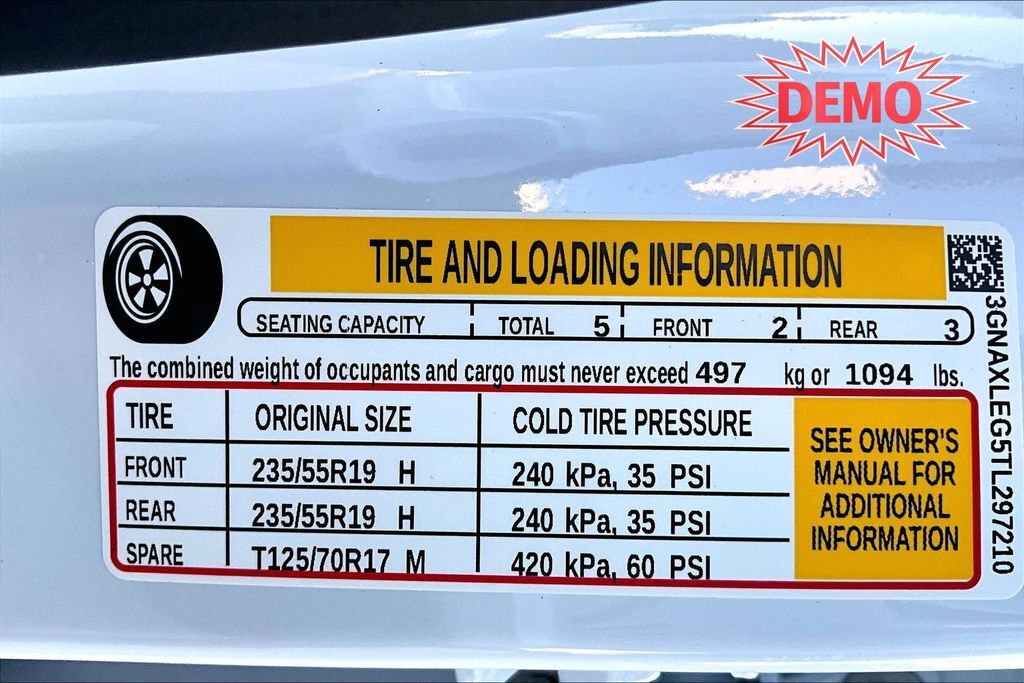 DEMO
TIRE AND LOADING INFORMATION
SEATING CAPACITY TOTAL 5 FRONT 2 REAR 3
The combined weight of occupants and cargo must never exceed 497 kg or 1094 lbs.
TIRE ORIGINAL SIZE COLD TIRE PRESSURE
FRONT 235/55R19 H 240 kPa, 35 PSI
REAR 235/55R19 H 240 kPa, 35 PSI
SPARE T125/70R17 M 420 kPa, 60 PSI
SEE OWNER'S
MANUAL FOR
ADDITIONAL
INFORMATION
3GNAXLEG5TL297210